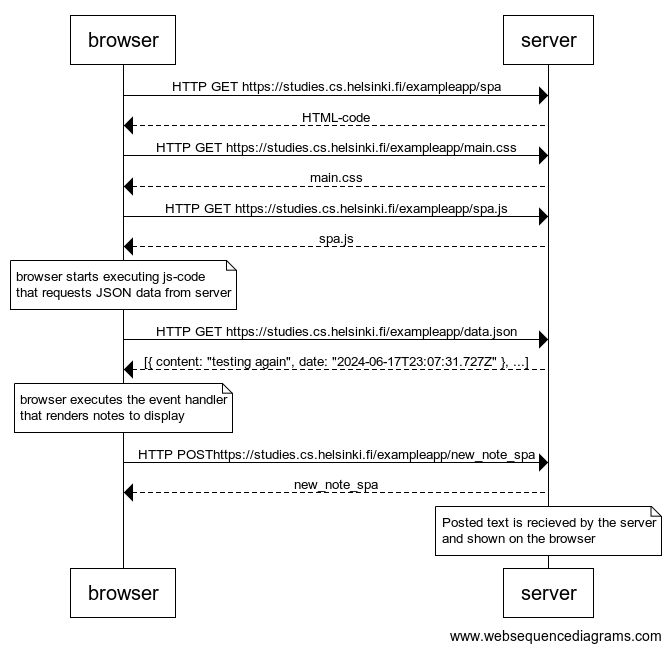 browser
server
HTTP GET https://studies.cs.helsinki.fi/exampleapp/spa
HTML-code
HTTP GET https://studies.cs.helsinki.fi/exampleapp/main.css
main.css
HTTP GET https://studies.cs.helsinki.fi/exampleapp/spa.js
spa.js
browser starts executing js-code
that requests JSON data from server
HTTP GET https://studies.cs.helsinki.fi/exampleapp/data.json
[{ content: "testing again", date: "2024-06-17T23:07:31.727Z" }, ...]
browser executes the event handler
that renders notes to display
HTTP POSThttps://studies.cs.helsinki.fi/exampleapp/new_note_spa
new_note_spa
Posted text is recieved by the server
and shown on the browser
browser
server
www.websequencediagrams.com